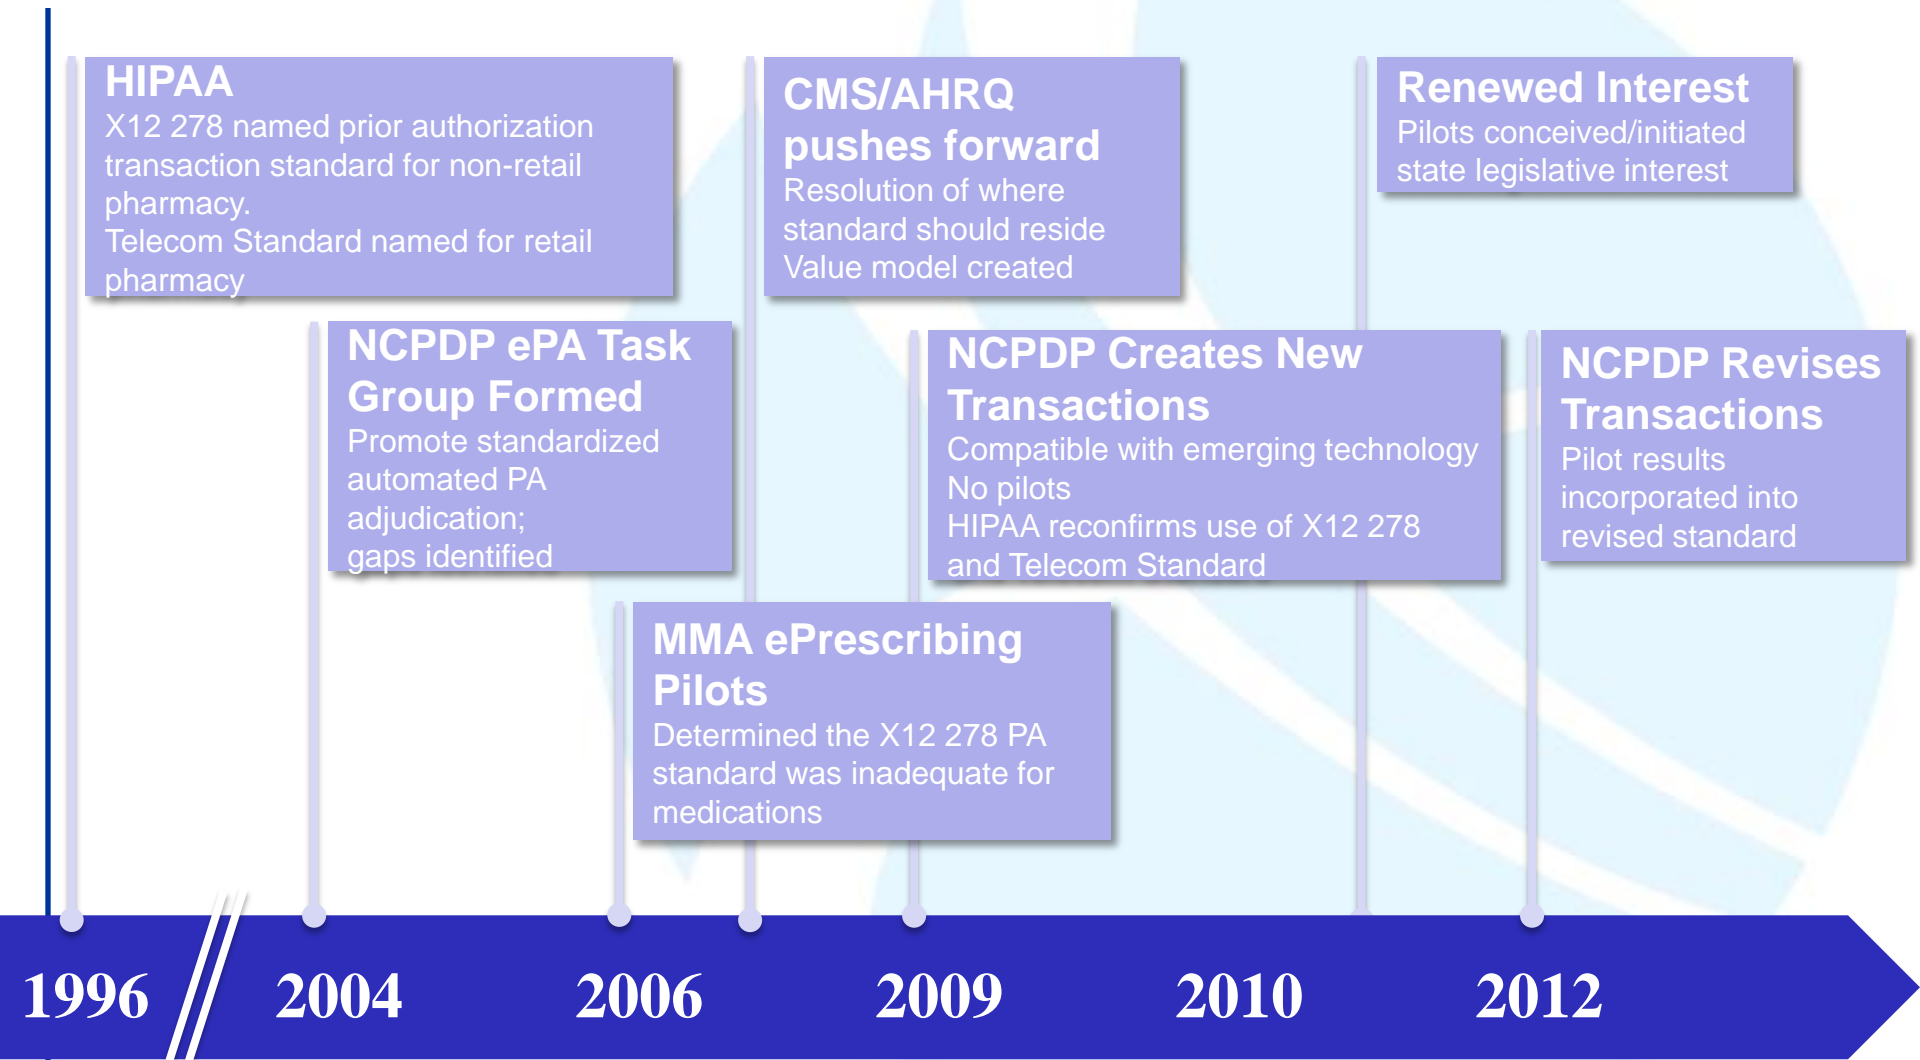 HIPAA
X12 278 named prior authorization
transaction standard for non-retail
pharmacy.
Telecom Standard named for retail
pharmacy
CMS/AHRQ
pushes forward
Resolution of where
standard should reside
Value model created
Renewed Interest
Pilots conceived/initiated
state legislative interest
NCPDP ePA Task
Group Formed
Promote standardized
automated PA
adjudication;
gaps identified
NCPDP Creates New
Transactions
Compatible with emerging technology
No pilots
HIPAA reconfirms use of X12 278
and Telecom Standard
NCPDP Revises
Transactions
Pilot results
incorporated into
revised standard
MMA ePrescribing
Pilots
Determined the X12 278 PA
standard was inadequate for
medications
1996
2004
2006
2009
2010
2012